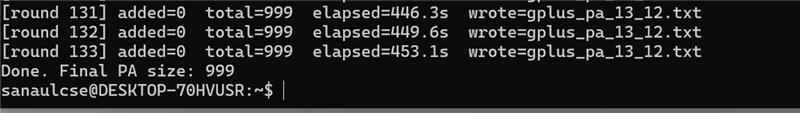 [round 131] added=0  total=999  elapsed=446.3s  wrote=gplus_pa_13_12.txt
[round 132] added=0  total=999  elapsed=449.6s  wrote=gplus_pa_13_12.txt
[round 133] added=0  total=999  elapsed=453.1s  wrote=gplus_pa_13_12.txt
Done. Final PA size: 999
sanaulcse@DESKTOP-70HVUSR:~$